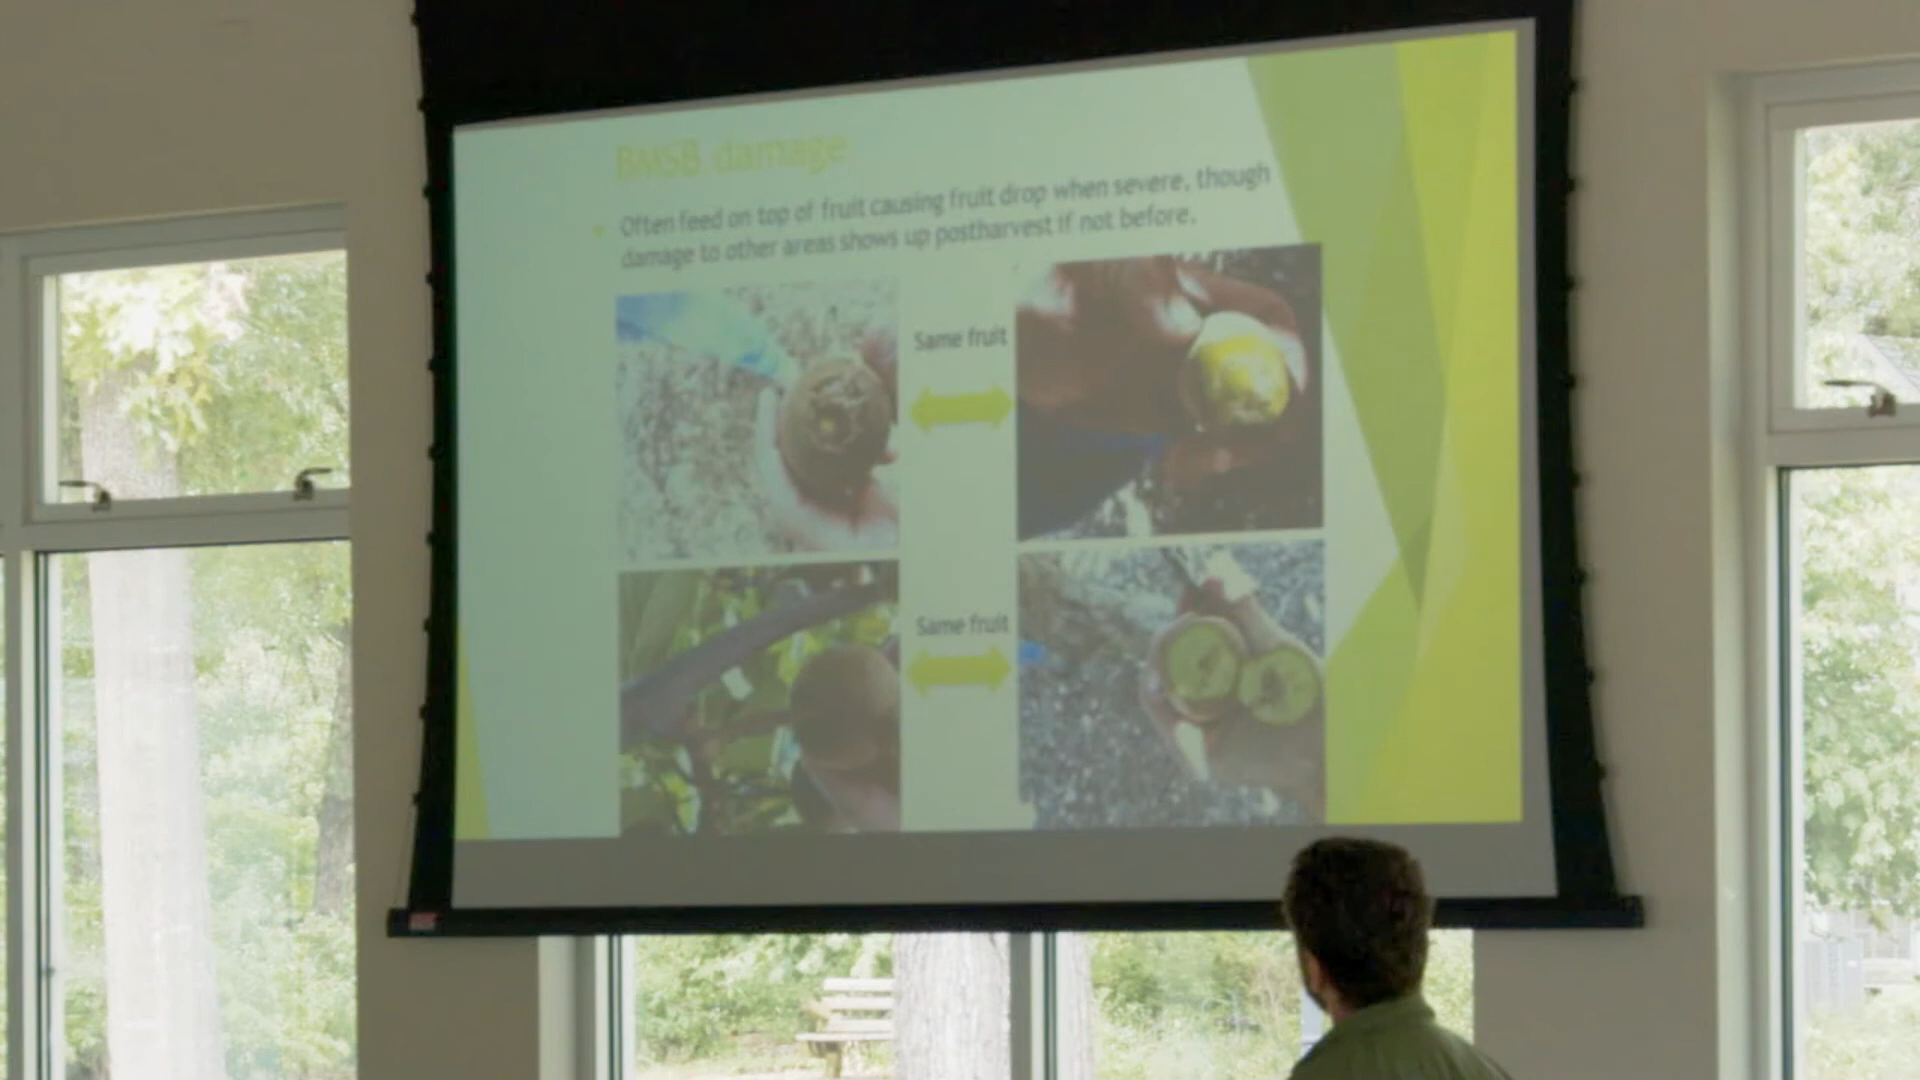 BMSB damage
Often feed on top of fruit causing fruit drop when severe, though
damage to other areas shows up postharvest if not before.
Same fruit
Same fruit